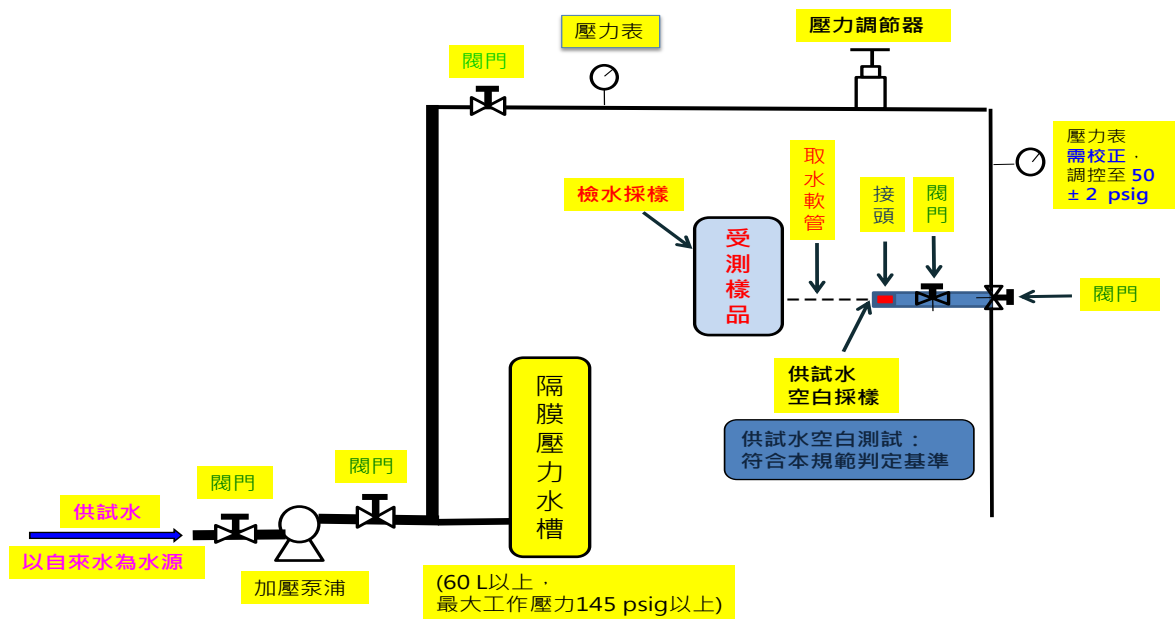 壓力表
壓力調節器
閥門
壓力表
需校正，
調控至 50
± 2 psig
取水軟管
接頭
閥門
檢水採樣
受測樣品
閥門
供試水
空白採樣
供試水空白測試：
符合本規範判定基準
隔膜壓力水槽
閥門
閥門
供試水
以自來水為水源
加壓泵浦
(60 L以上，
最大工作壓力145 psig以上)